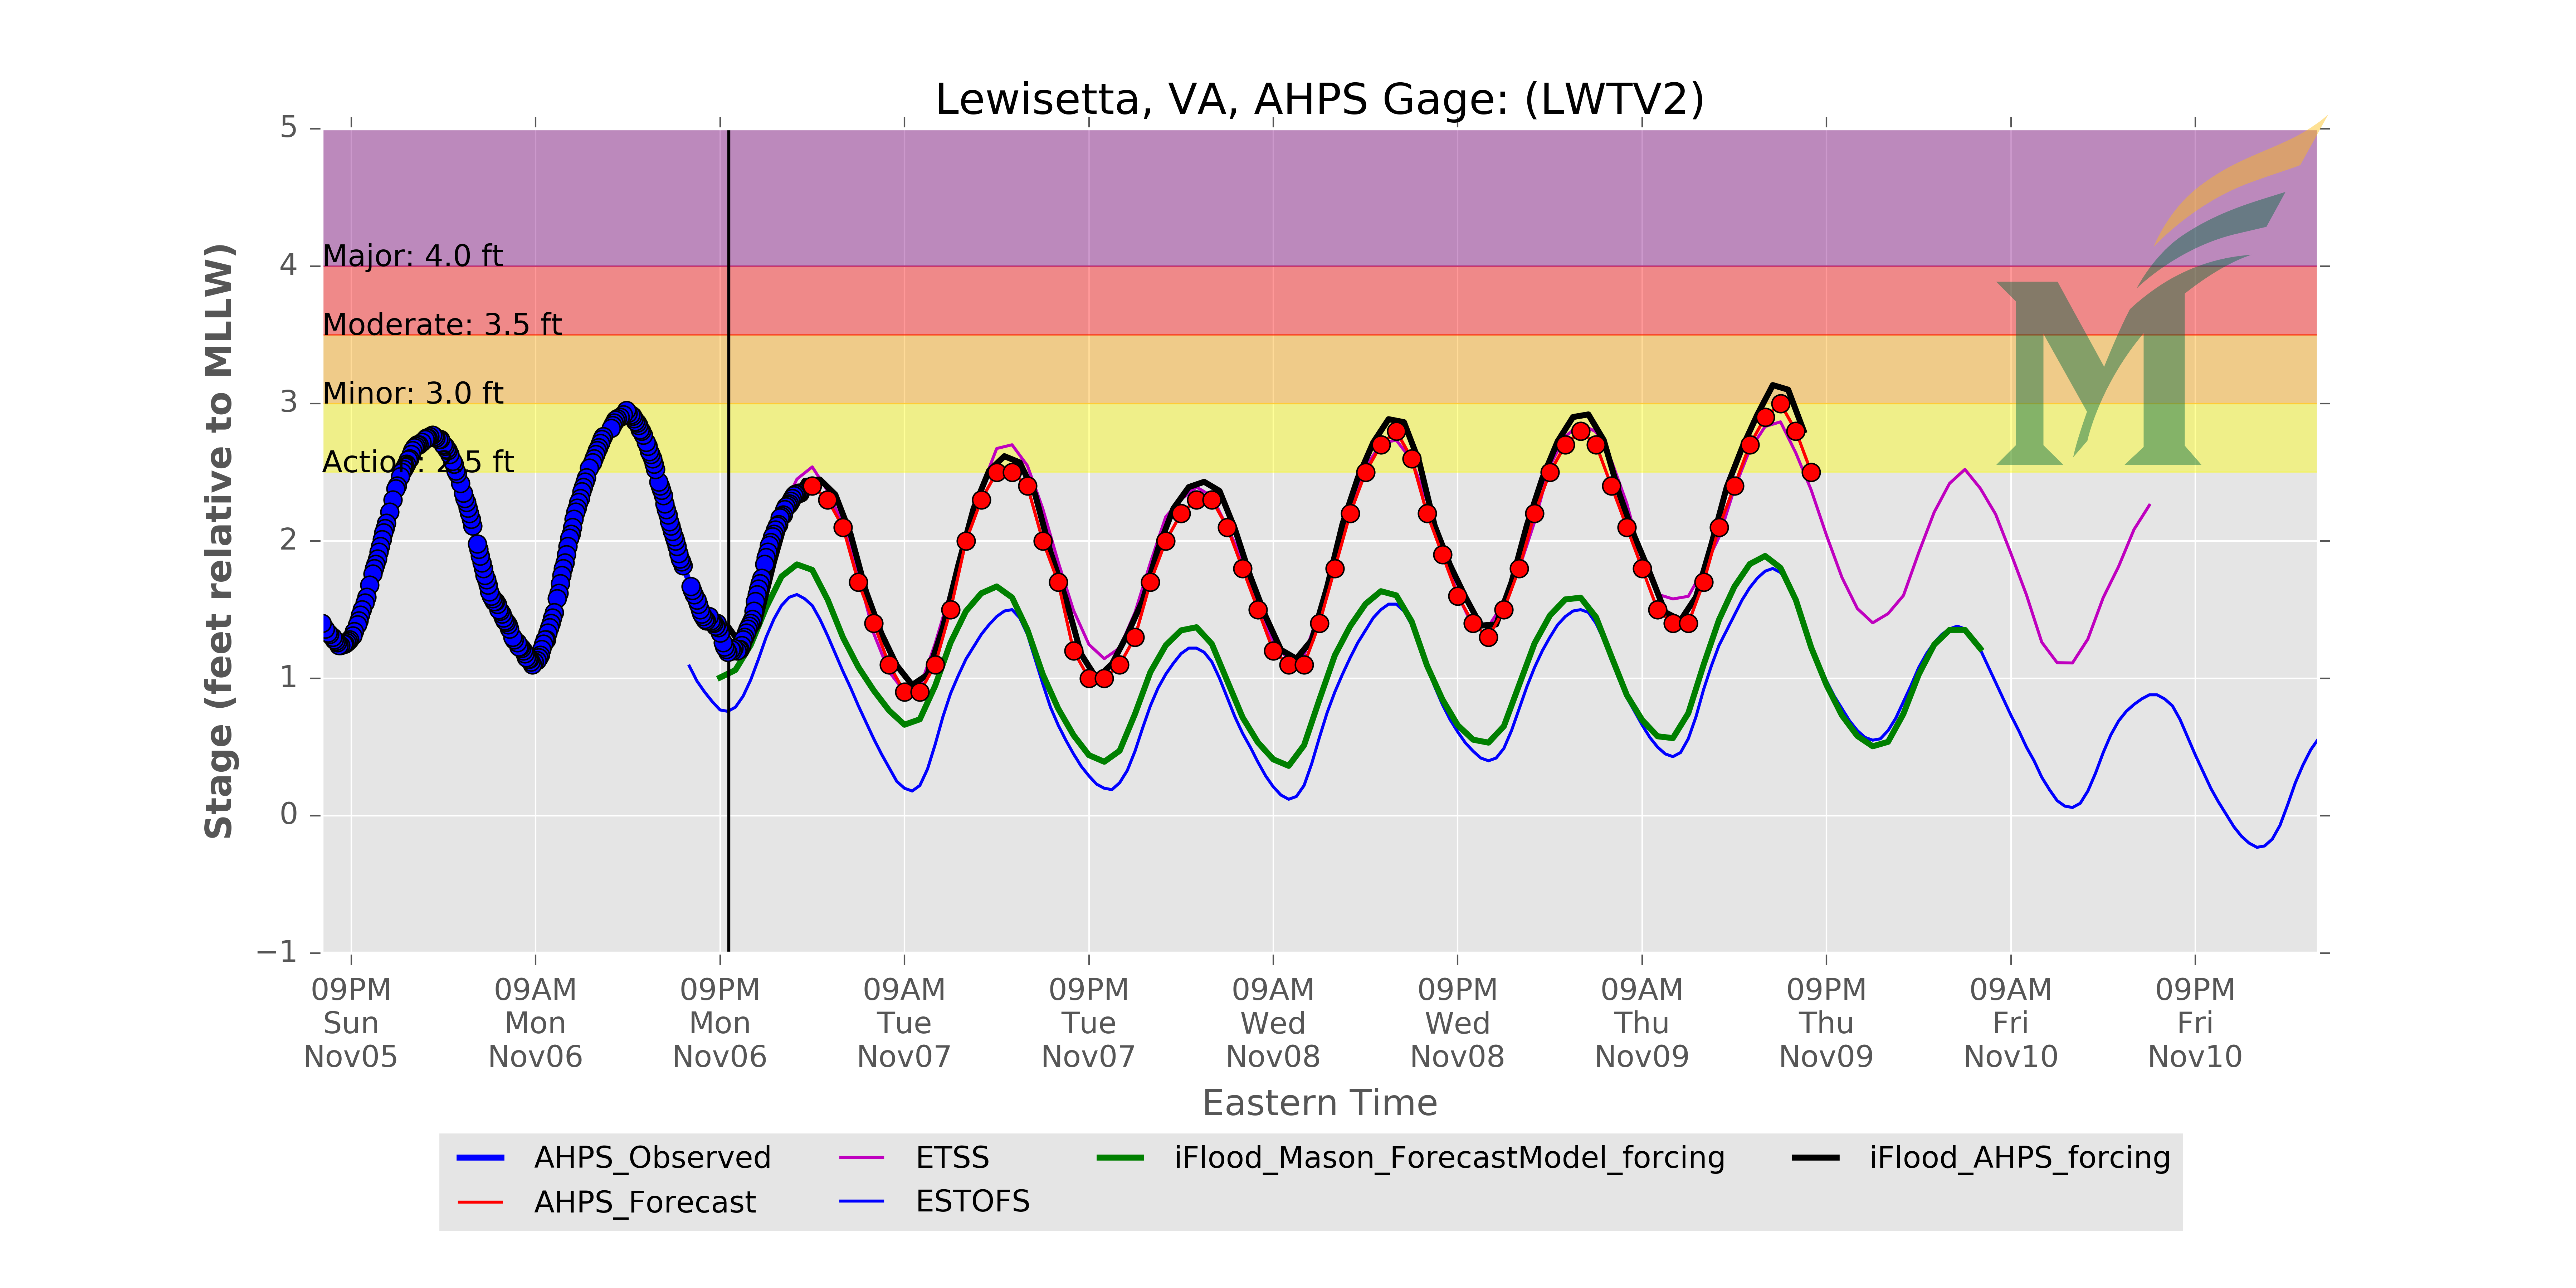 Lewisetta, VA, AHPS Gage: (LWTV2)
Stage (feet relative to MLLW)
5
4
3
2
1
0
−1
Major: 4.0 ft
Moderate: 3.5 ft
Minor: 3.0 ft
Action: 2.5 ft
09PM 09AM 09PM 09AM 09PM 09AM 09PM 09AM 09PM 09AM 09PM
Sun Mon Mon Tue Tue Wed Wed Thu Thu Fri Fri
Nov05 Nov06 Nov06 Nov07 Nov07 Nov08 Nov08 Nov09 Nov09 Nov10 Nov10
Eastern Time
AHPS_Observed ETSS iFlood_Mason_ForecastModel_forcing iFlood_AHPS_forcing
AHPS_Forecast ESTOFS
M